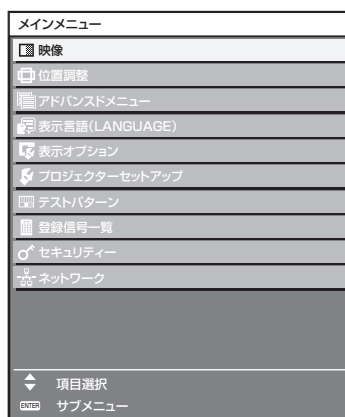 メインメニュー
映像
位置調整
アドバンスドメニュー
表示言語(LANGUAGE)
表示オプション
プロジェクターセットアップ
テストパターン
登録信号一覧
セキュリティー
ネットワーク
項目選択
ENTER サブメニュー